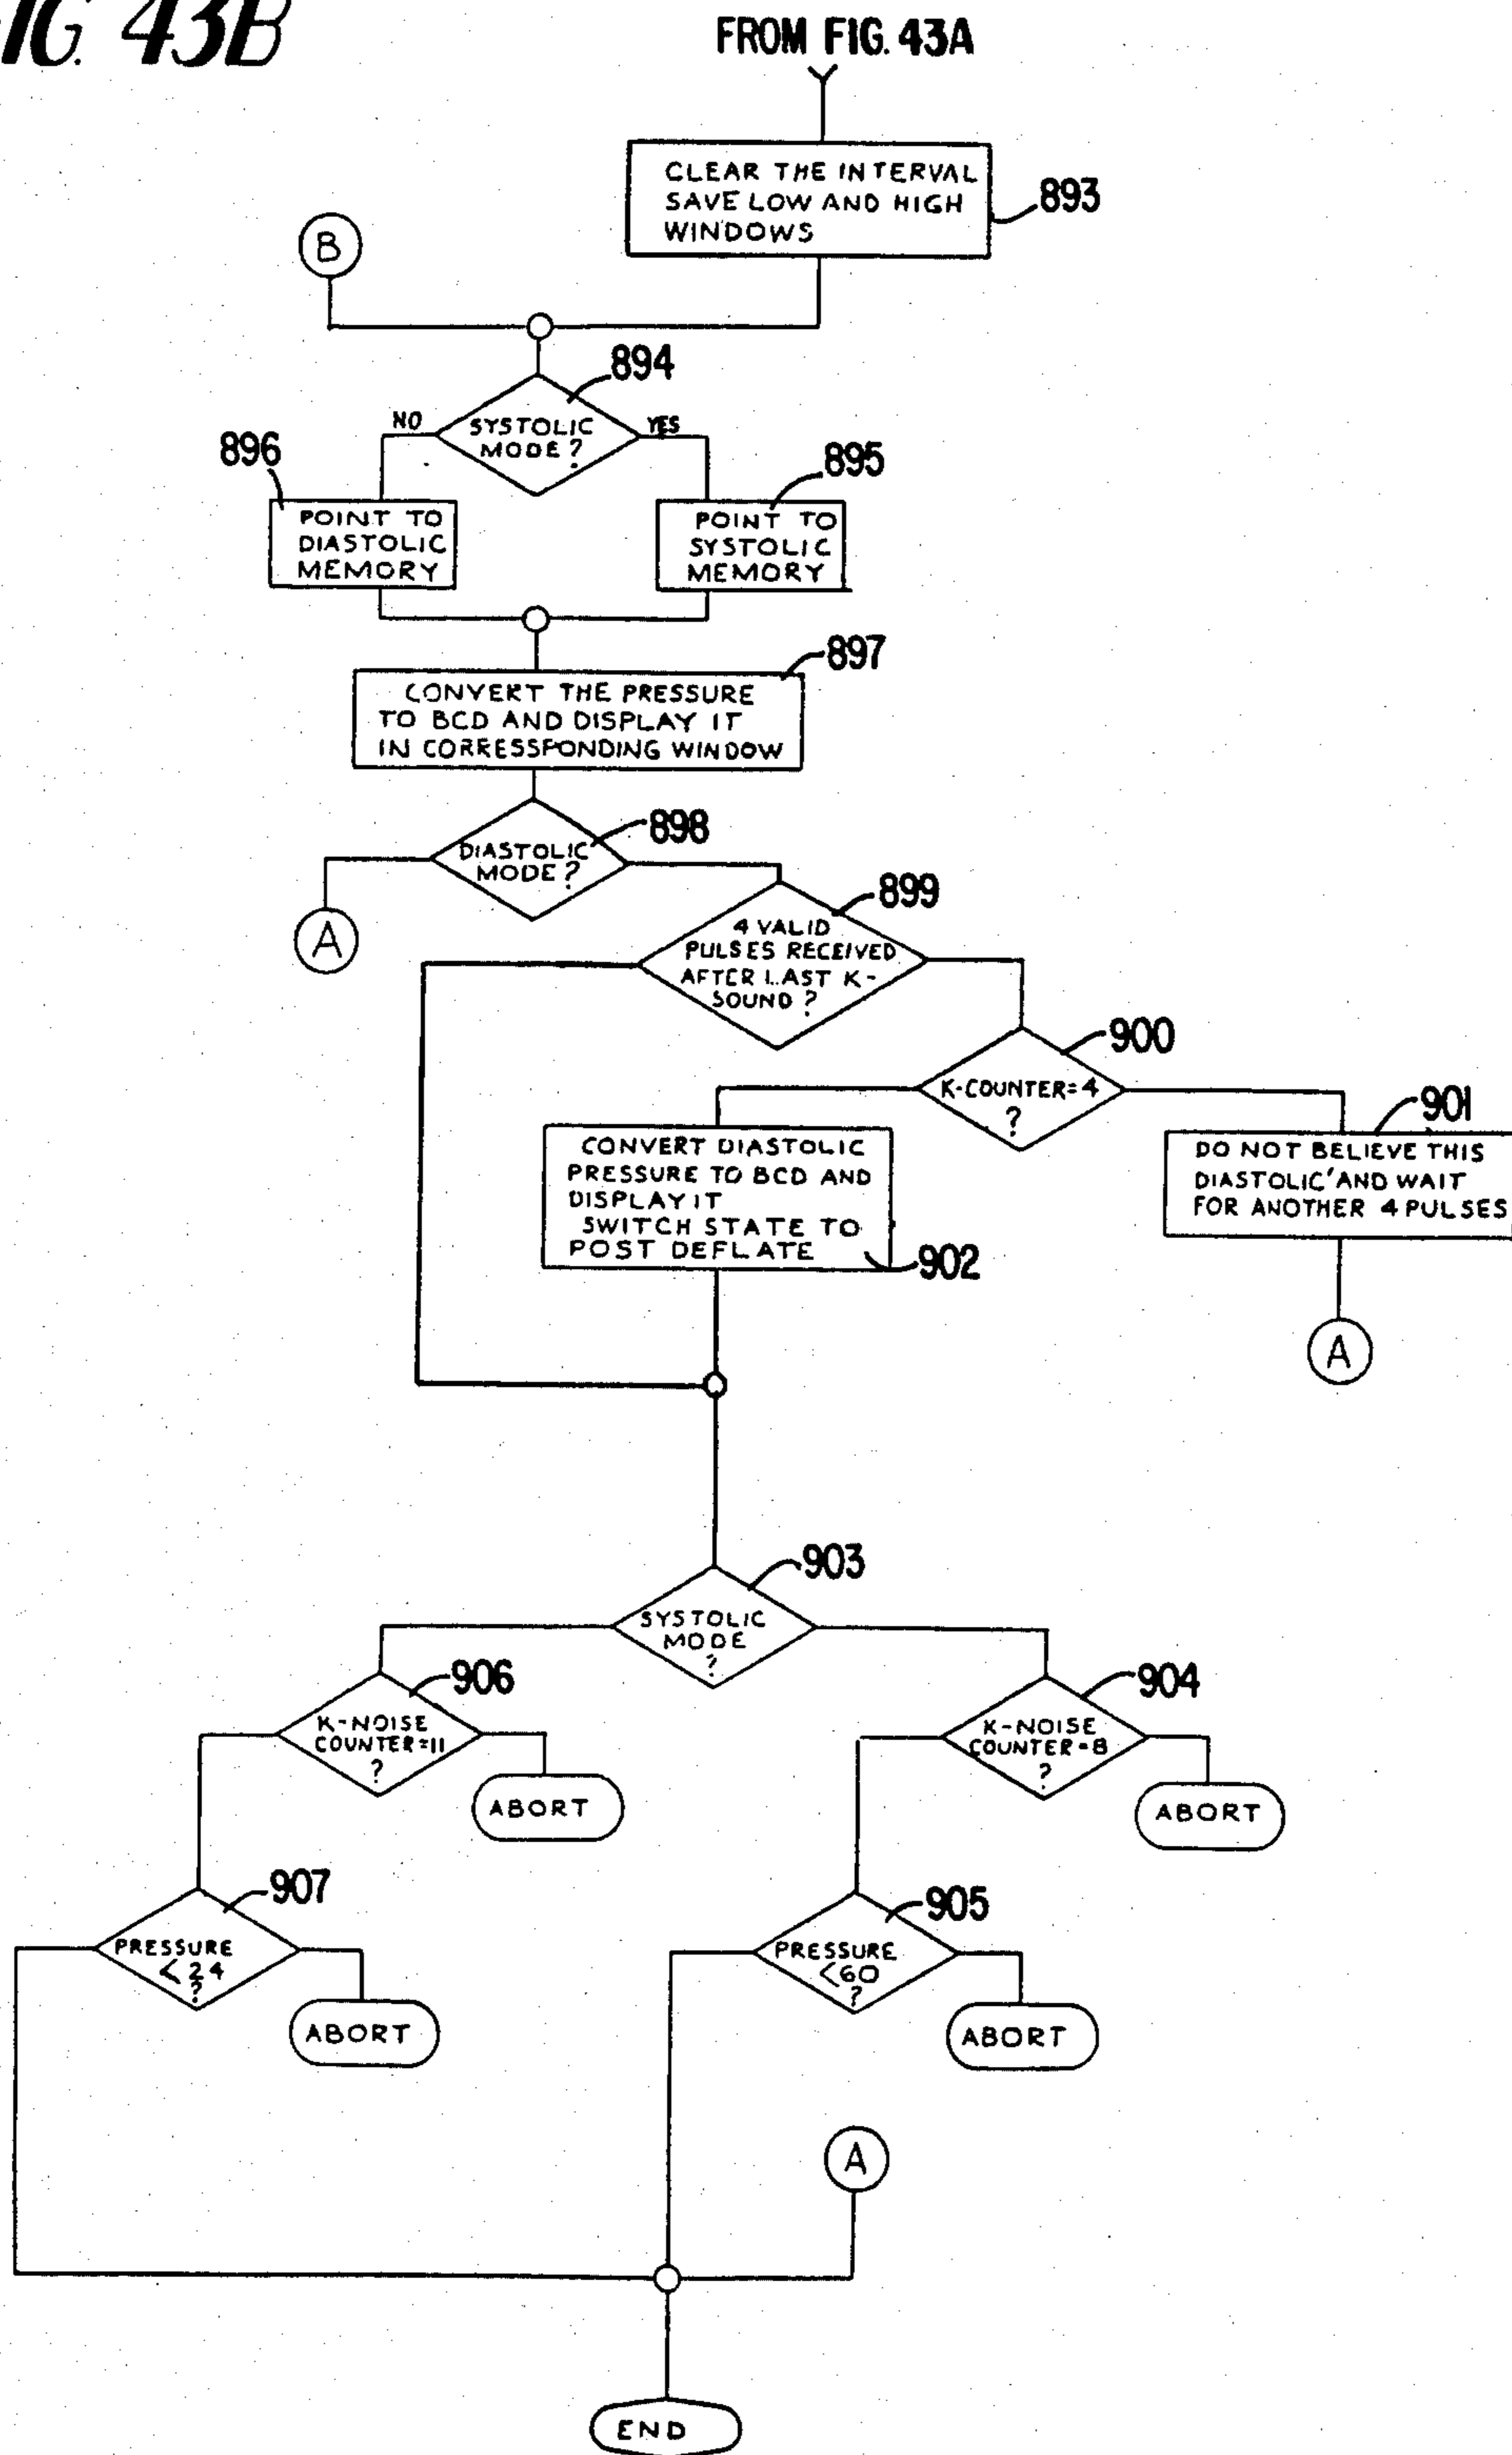 FIG. 43B
FROM FIG. 43A
CLEAR THE INTERVAL
SAVE LOW AND HIGH
WINDOWS
893
B
894
NO
SYSTOLIC
MODE?
YES
896
895
POINT TO
DIASTOLIC
MEMORY
POINT TO
SYSTOLIC
MEMORY
897
CONVERT THE PRESSURE
TO BCD AND DISPLAY IT
IN CORRESSPONDING WINDOW
898
DIASTOLIC
MODE?
A
899
4 VALID
PULSES RECEIVED
AFTER LAST K-
SOUND?
900
K-COUNTER=4
?
901
DO NOT BELIEVE THIS
DIASTOLIC'AND WAIT
FOR ANOTHER 4 PULSES
CONVERT DIASTOLIC
PRESSURE TO BCD AND
DISPLAY IT
SWITCH STATE TO
POST DEFLATE
902
A
903
SYSTOLIC
MODE
?
906
K-NOISE
COUNTER=11
?
ABORT
904
K-NOISE
COUNTER=8
?
ABORT
907
PRESSURE
<24
?
ABORT
905
PRESSURE
<60
?
ABORT
A
END